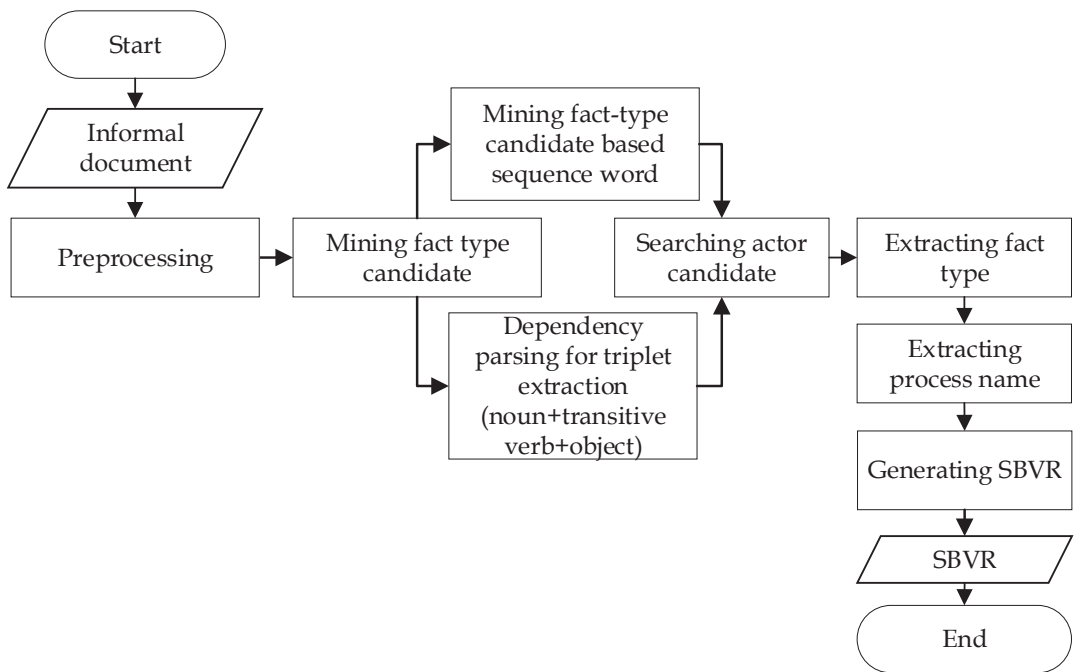 Start
Informal
document
Preprocessing
Mining fact type
candidate
Mining fact-type
candidate based
sequence word
Dependency
parsing for triplet
extraction
(noun+transitive
verb+object)
Searching actor
candidate
Extracting fact
type
Extracting
process name
Generating SBVR
SBVR
End